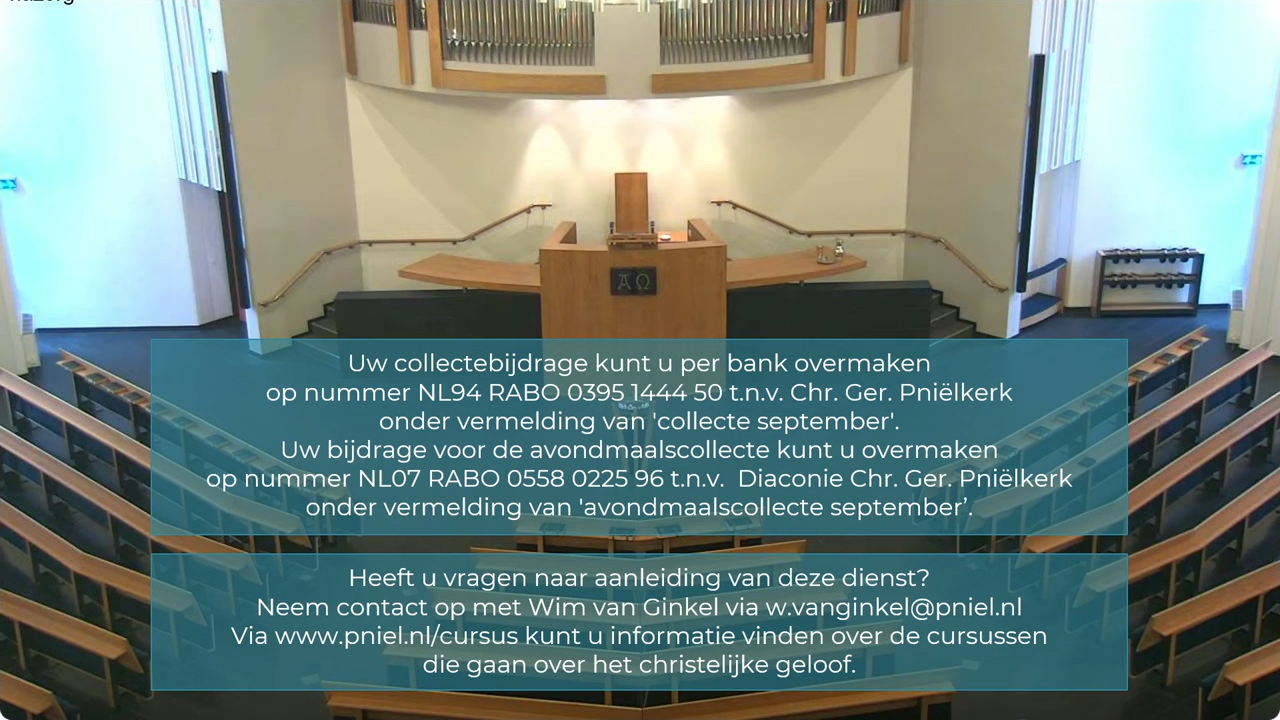 Uw collectebijdrage kunt u per bank overmaken
op nummer NL94 RABO 0395 1444 50 t.n.v. Chr. Ger. Pniëlkerk
onder vermelding van 'collecte september'.
Uw bijdrage voor de avondmaalscollecte kunt u overmaken
op nummer NL07 RABO 0558 0225 96 t.n.v.  Diaconie Chr. Ger. Pniëlkerk
onder vermelding van 'avondmaalscollecte september’.
Heeft u vragen naar aanleiding van deze dienst?
Neem contact op met Wim van Ginkel via w.vanginkel@pniel.nl
Via www.pniel.nl/cursus kunt u informatie vinden over de cursussen
die gaan over het christelijke geloof.
Α Ω